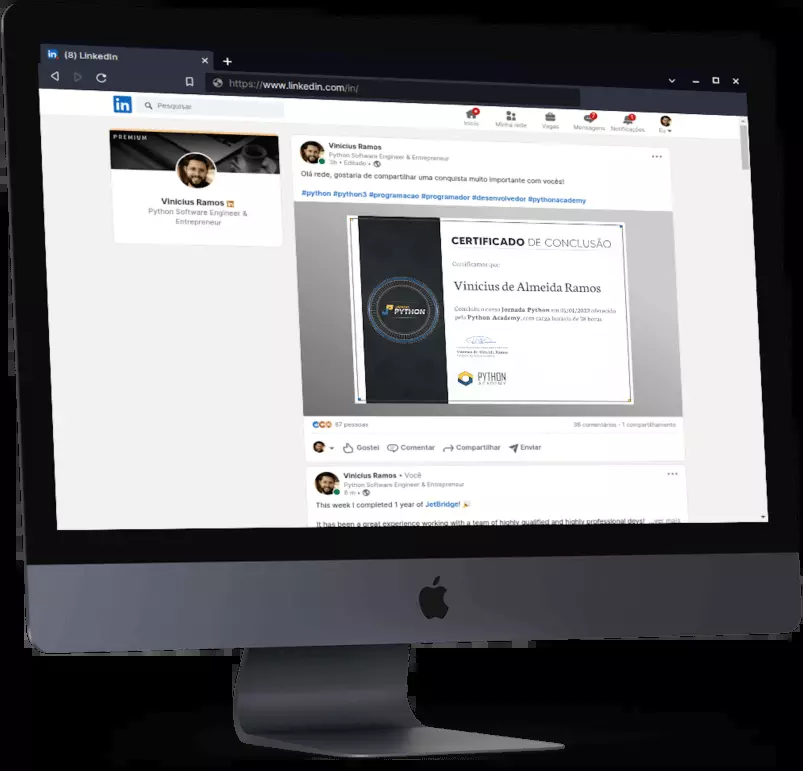 (8) LinkedIn
https://www.linkedin.com/in/
in
Pesquisar
Início
Minha rede
Vagas
Mensagens
Notificações
Eu
PREMIUM
Vinicius Ramos
Python Software Engineer &
Entrepreneur
Vinicius Ramos
Python Software Engineer & Entrepreneur
Editado
Olá rede, gostaria de compartilhar uma conquista muito importante com vocês!
#python #python3 #programacao #programador #desenvolvedor #pythonacademy
CERTIFICADO DE CONCLUSÃO
Certificamos que
Vinícius de Almeida Ramos
Concluiu o curso Jornada Python em 01/01/2022 oferecido
pela Python Academy, com carga horária de 58 horas
PYTHON
PYTHON
ACADEMY
67 pessoas
36 comentários • 1 compartilhamento
Gostei
Comentar
Compartilhar
Enviar
Vinicius Ramos • Você
Python Software Engineer & Entrepreneur
6 m •
This week I completed 1 year of JetBridge!
It has been a great experience working with a team of highly qualified and highly professional devs! ...ver mais